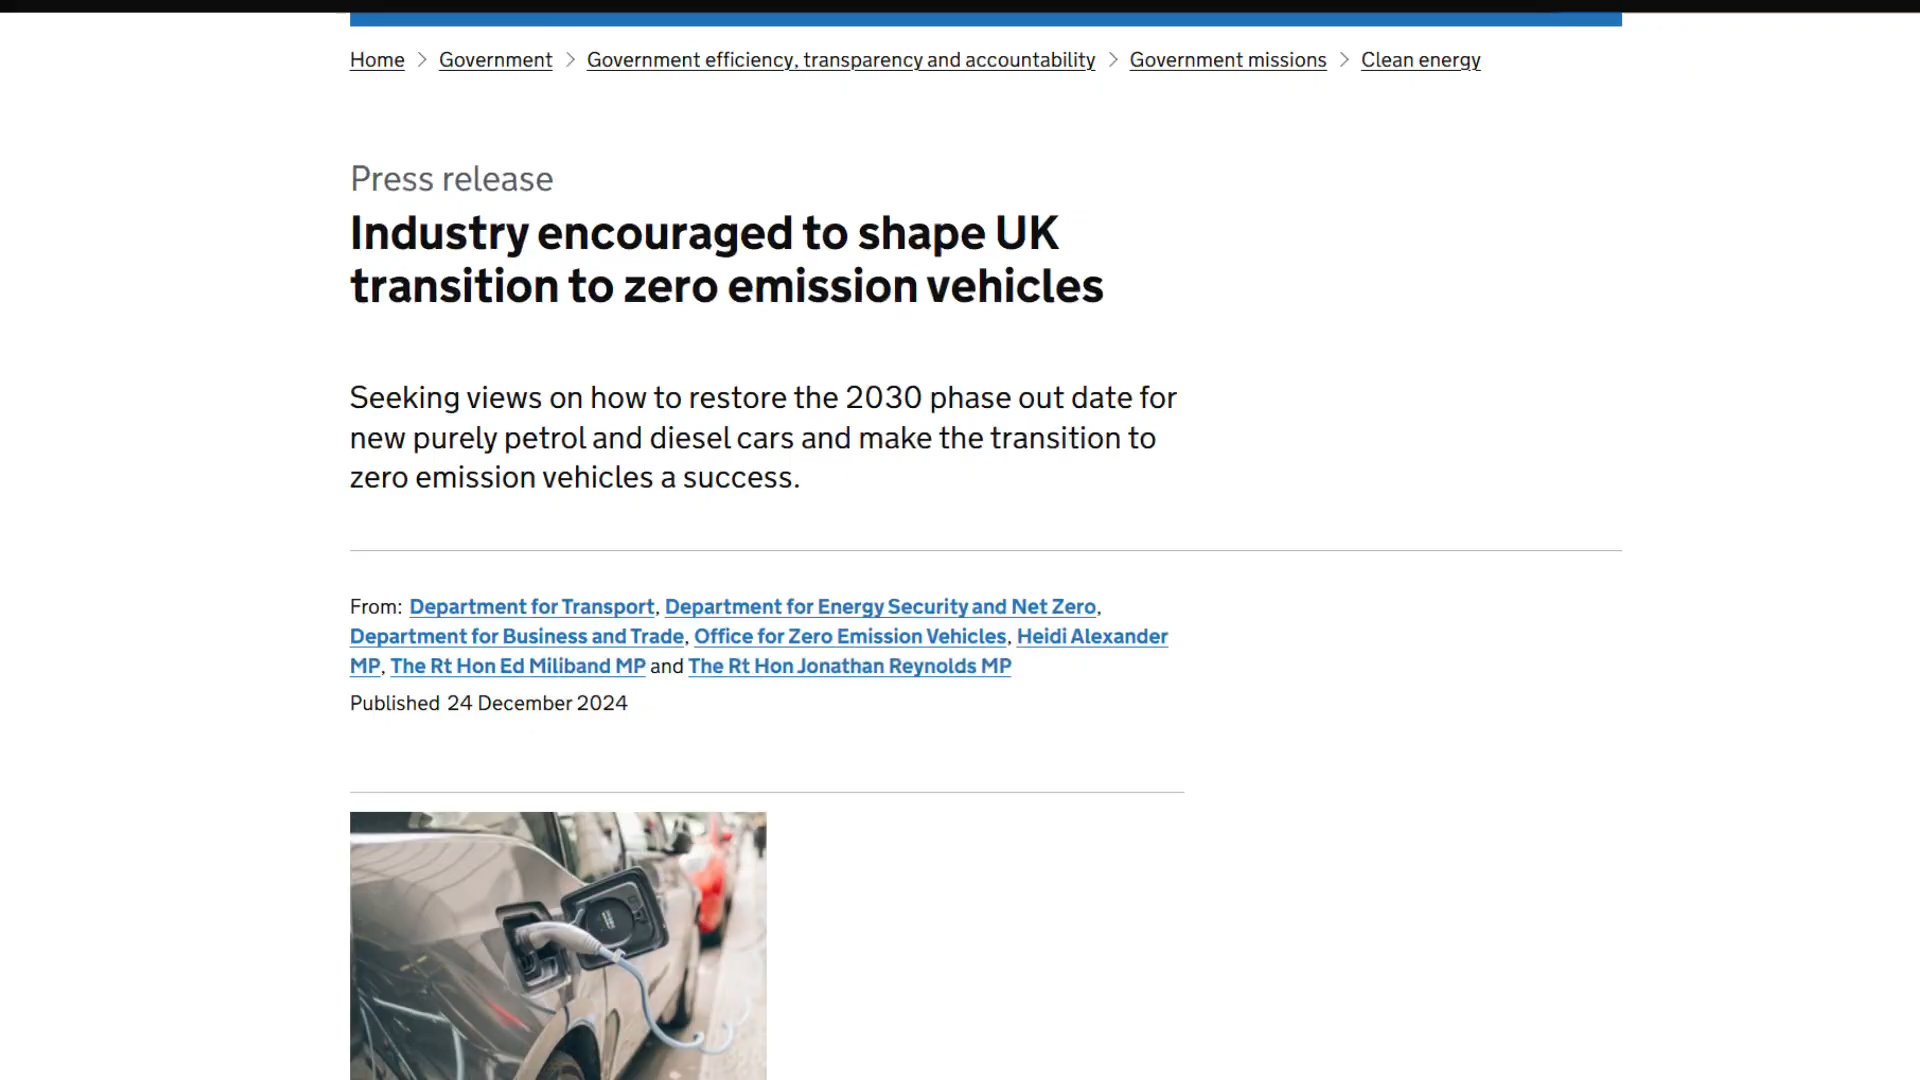 Home > Government > Government efficiency, transparency and accountability > Government missions > Clean energy
Press release
Industry encouraged to shape UK
transition to zero emission vehicles
Seeking views on how to restore the 2030 phase out date for
new purely petrol and diesel cars and make the transition to
zero emission vehicles a success.
From: Department for Transport, Department for Energy Security and Net Zero,
Department for Business and Trade, Office for Zero Emission Vehicles, Heidi Alexander
MP, The Rt Hon Ed Miliband MP and The Rt Hon Jonathan Reynolds MP
Published 24 December 2024